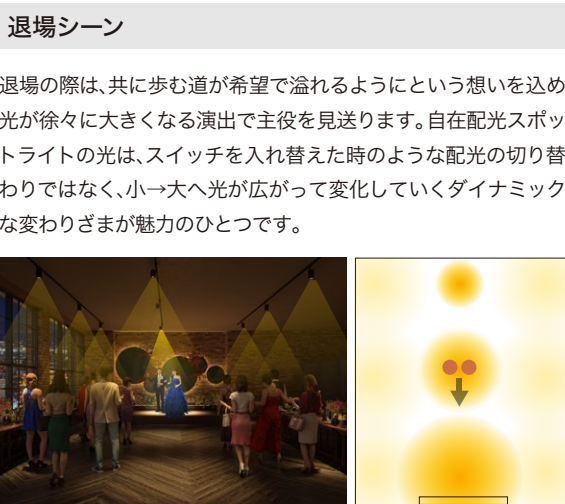 退場シーン
退場の際は、共に歩む道が希望で溢れるようにという想いを込め
光が徐々に大きくなる演出で主役を見送ります。自在配光スポッ
トライトの光は、スイッチを入れ替えた時のような配光の切り替
わりではなく、小→大へ光が広がって変化していくダイナミック
な変わりざまが魅力のひとつです。